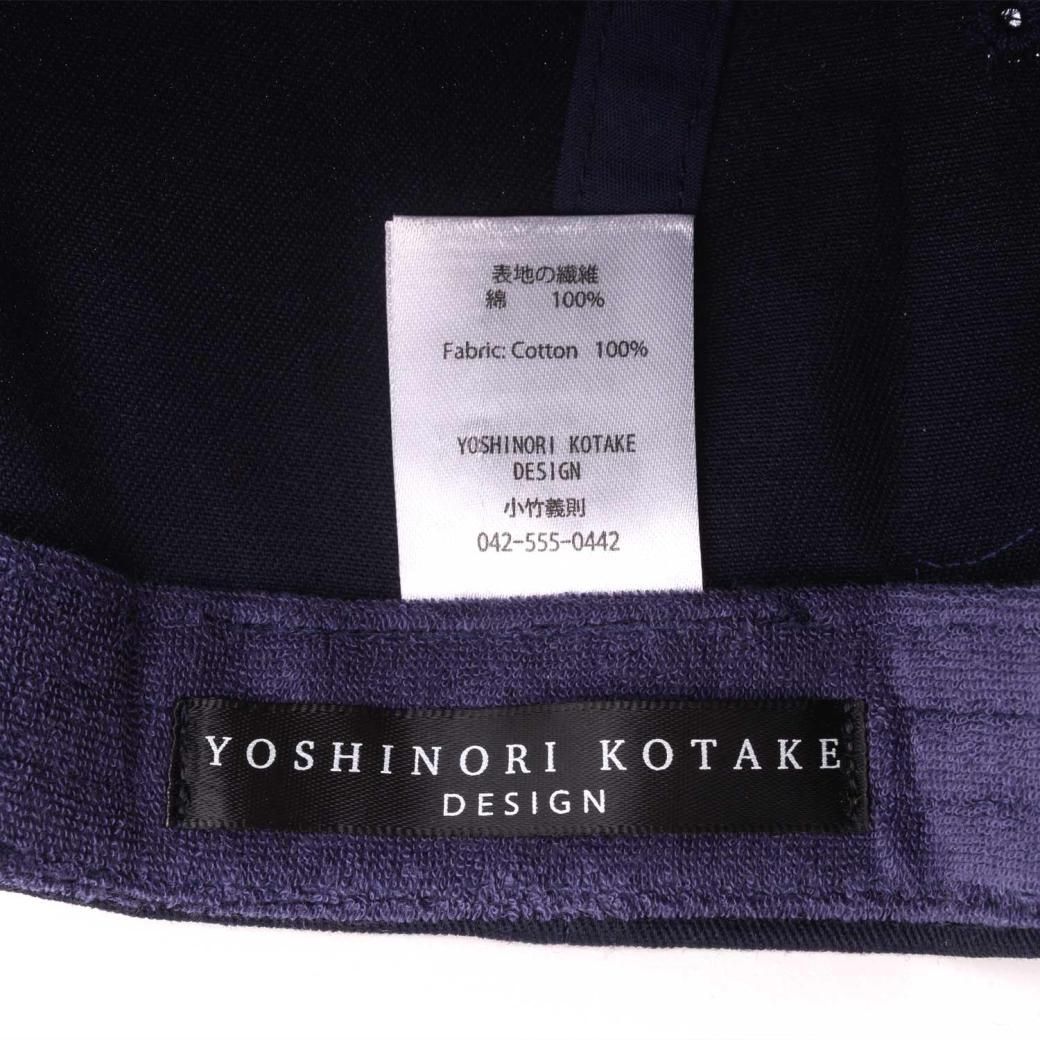 表地の繊維
綿 100%
Fabric: Cotton 100%
YOSHINORI KOTAKE
DESIGN
小竹義則
042-555-0442
YOSHINORI KOTAKE
DESIGN